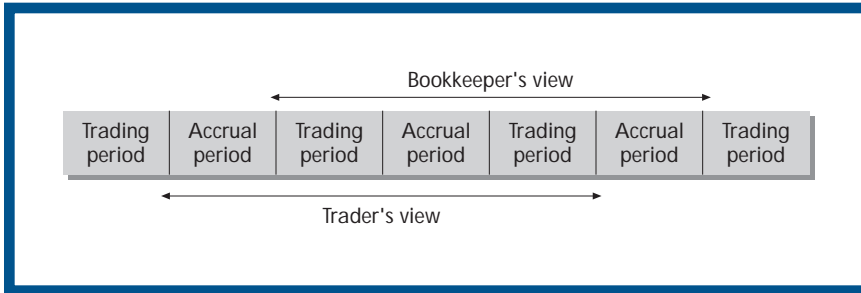 Bookkeeper's view
Trading period
Accrual period
Trading period
Accrual period
Trading period
Accrual period
Trading period
Trader's view